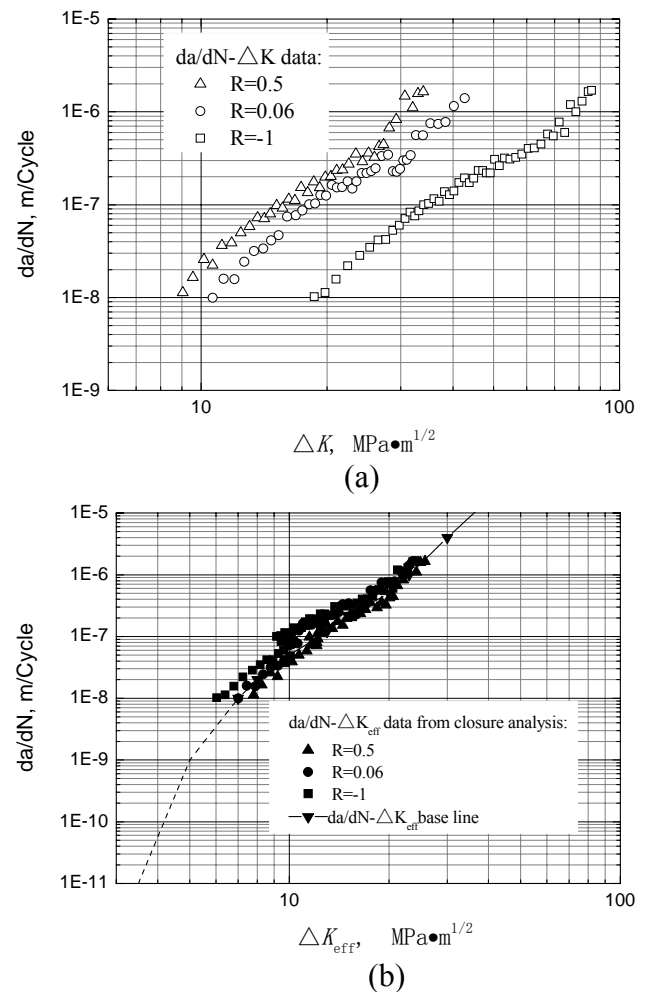 1E-5
da/dN-△K data:
△ R=0.5
○ R=0.06
□ R=-1
1E-6
1E-7
1E-8
1E-9
da/dN, m/Cycle
10
100
△K, MPa•m^1/2
(a)
1E-5
1E-6
1E-7
1E-8
1E-9
1E-10
1E-11
da/dN, m/Cycle
da/dN-△K_eff data from closure analysis:
▲ R=0.5
● R=0.06
■ R=-1
▼ da/dN-△K_eff base line
10
100
△K_eff, MPa•m^1/2
(b)